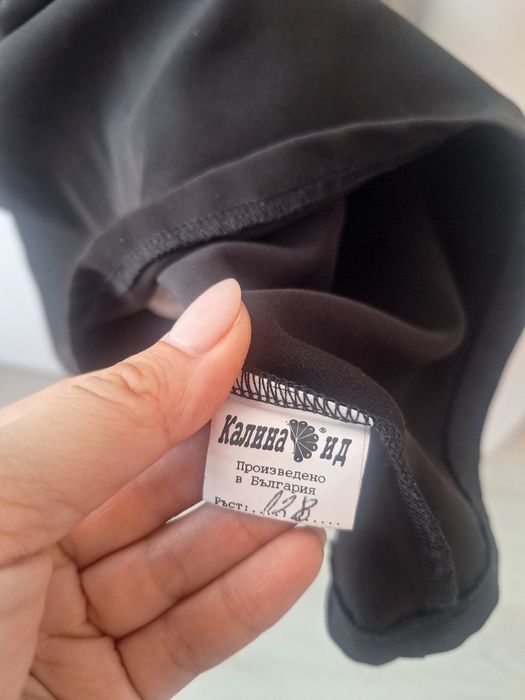 Калина ® ид
Произведено
в България
Ръст:.....128.....